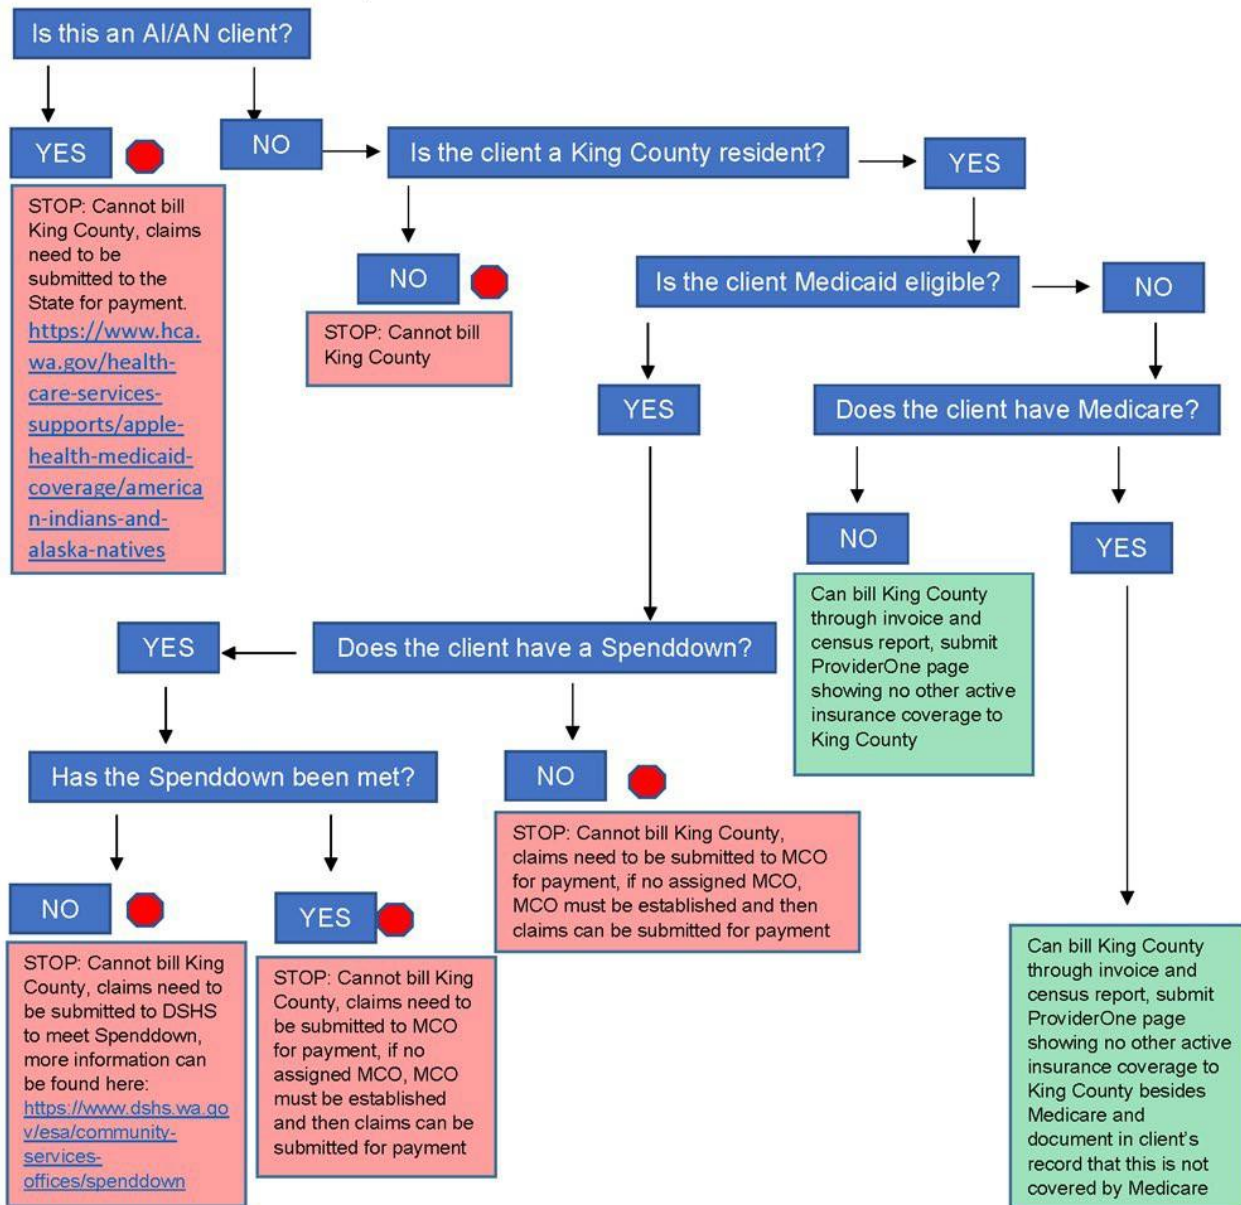 Is this an AI/AN client?
YES
NO
Is the client a King County resident?
YES
STOP: Cannot bill
King County, claims
need to be
submitted to the
State for payment.
https://www.hca.
wa.gov/health-
care-services-
supports/apple-
health-medicaid-
coverage/america
n-indians-and-
alaska-natives
NO
STOP: Cannot bill
King County
Is the client Medicaid eligible?
NO
YES
Does the client have Medicare?
NO
Can bill King County
through invoice and
census report, submit
ProviderOne page
showing no other active
insurance coverage to
King County
YES
YES
Does the client have a Spenddown?
Has the Spenddown been met?
NO
STOP: Cannot bill King County,
claims need to be submitted to MCO
for payment, if no assigned MCO,
MCO must be established and then
claims can be submitted for payment
NO
STOP: Cannot bill King
County, claims need to
be submitted to DSHS
to meet Spenddown,
more information can
be found here:
https://www.dshs.wa.go
v/esa/community-
services-
offices/spenddown
YES
STOP: Cannot bill King
County, claims need to
be submitted to MCO
for payment, if no
assigned MCO, MCO
must be established
and then claims can be
submitted for payment
Can bill King County
through invoice and
census report, submit
ProviderOne page
showing no other active
insurance coverage to
King County besides
Medicare and
document in client's
record that this is not
covered by Medicare